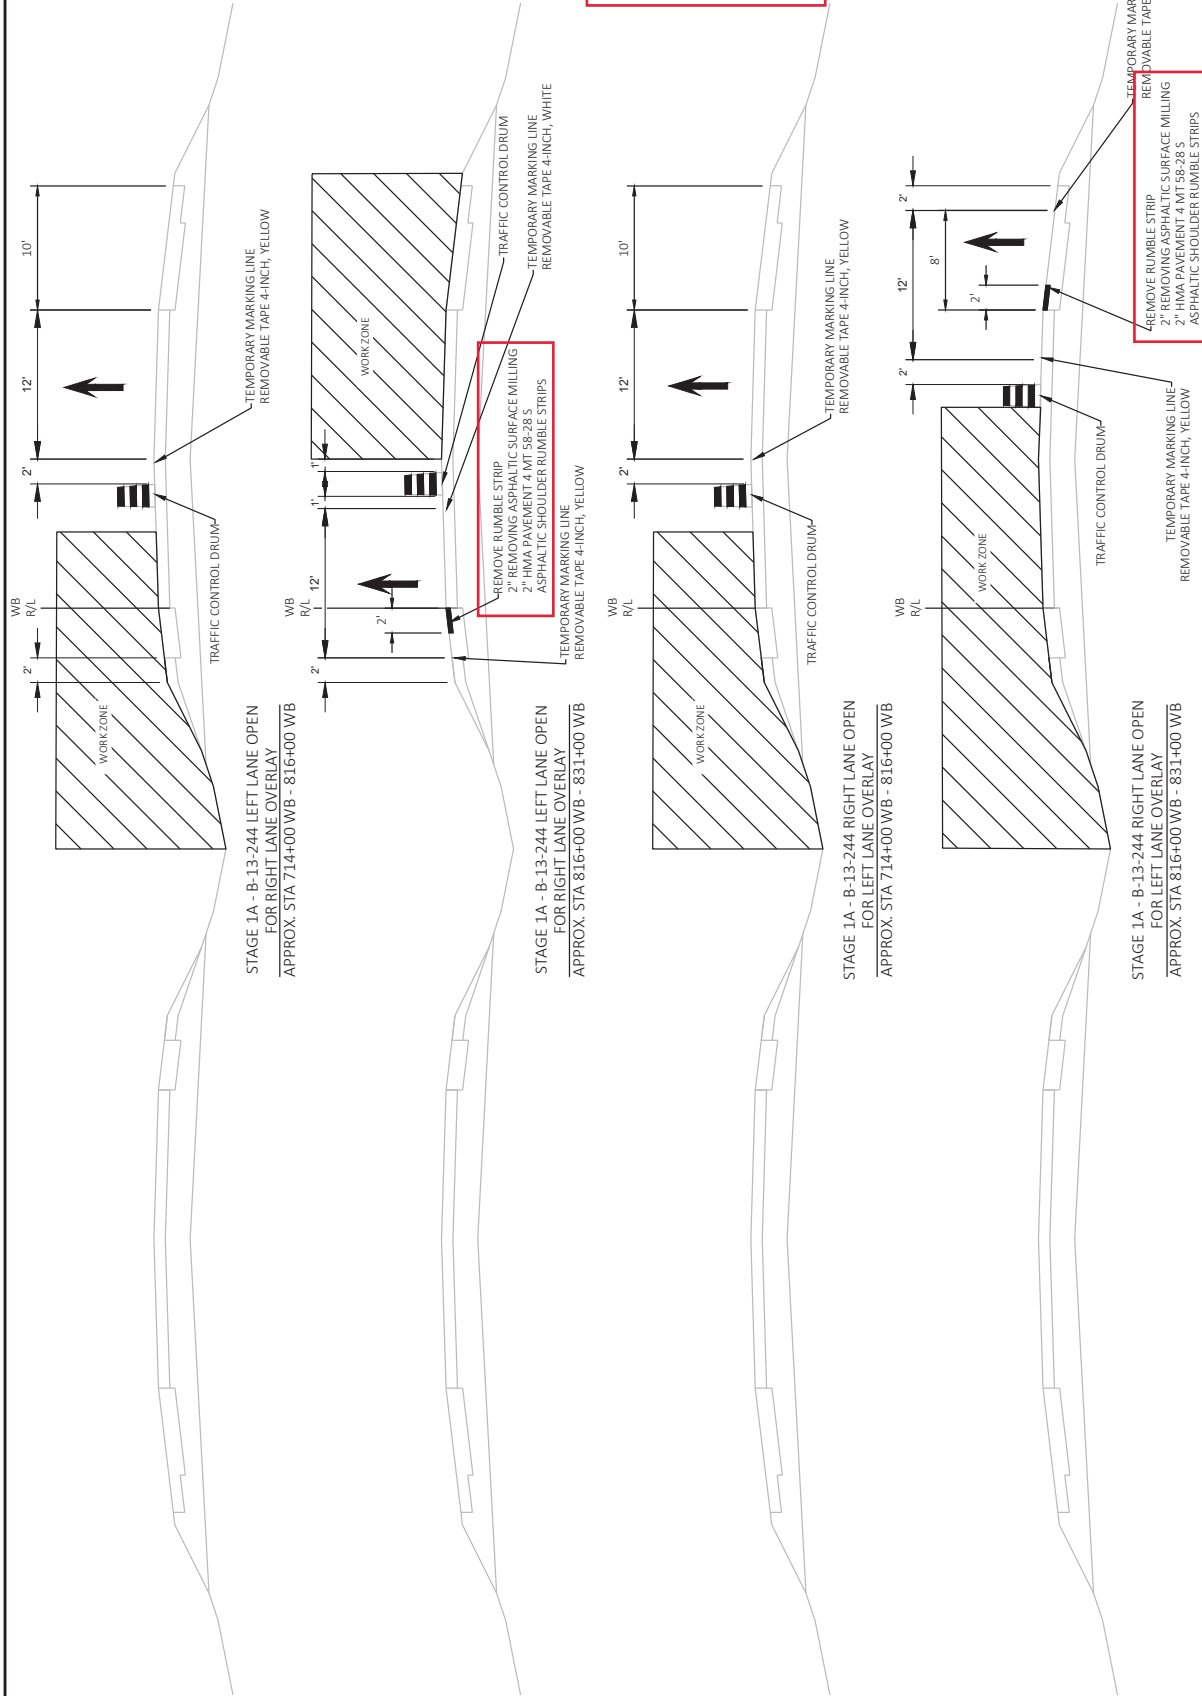 WB
R/L
2'
2'
12'
10'
WORK ZONE
TRAFFIC CONTROL DRUM
TEMPORARY MARKING LINE
REMOVABLE TAPE 4-INCH, YELLOW
STAGE 1A - B-13-244 LEFT LANE OPEN
FOR RIGHT LANE OVERLAY
APPROX. STA 714+00 WB - 816+00 WB
WB
R/L
2'
12'
2'
1'
1'
WORK ZONE
TRAFFIC CONTROL DRUM
TEMPORARY MARKING LINE
REMOVABLE TAPE 4-INCH, WHITE
REMOVE RUMBLE STRIP
2" REMOVING ASPHALTIC SURFACE MILLING
2" HMA PAVEMENT 4 MT 58-28 S
ASPHALTIC SHOULDER RUMBLE STRIPS
TEMPORARY MARKING LINE
REMOVABLE TAPE 4-INCH, YELLOW
STAGE 1A - B-13-244 LEFT LANE OPEN
FOR RIGHT LANE OVERLAY
APPROX. STA 816+00 WB - 831+00 WB
WB
R/L
2'
12'
10'
WORK ZONE
TRAFFIC CONTROL DRUM
TEMPORARY MARKING LINE
REMOVABLE TAPE 4-INCH, YELLOW
STAGE 1A - B-13-244 RIGHT LANE OPEN
FOR LEFT LANE OVERLAY
APPROX. STA 714+00 WB - 816+00 WB
WB
R/L
2'
12'
2'
8'
2'
WORK ZONE
TRAFFIC CONTROL DRUM
TEMPORARY MARKING LINE
REMOVABLE TAPE 4-INCH, YELLOW
TEMPORARY MAR
REMOVABLE TAPE
REMOVE RUMBLE STRIP
2" REMOVING ASPHALTIC SURFACE MILLING
2" HMA PAVEMENT 4 MT 58-28 S
ASPHALTIC SHOULDER RUMBLE STRIPS
STAGE 1A - B-13-244 RIGHT LANE OPEN
FOR LEFT LANE OVERLAY
APPROX. STA 816+00 WB - 831+00 WB